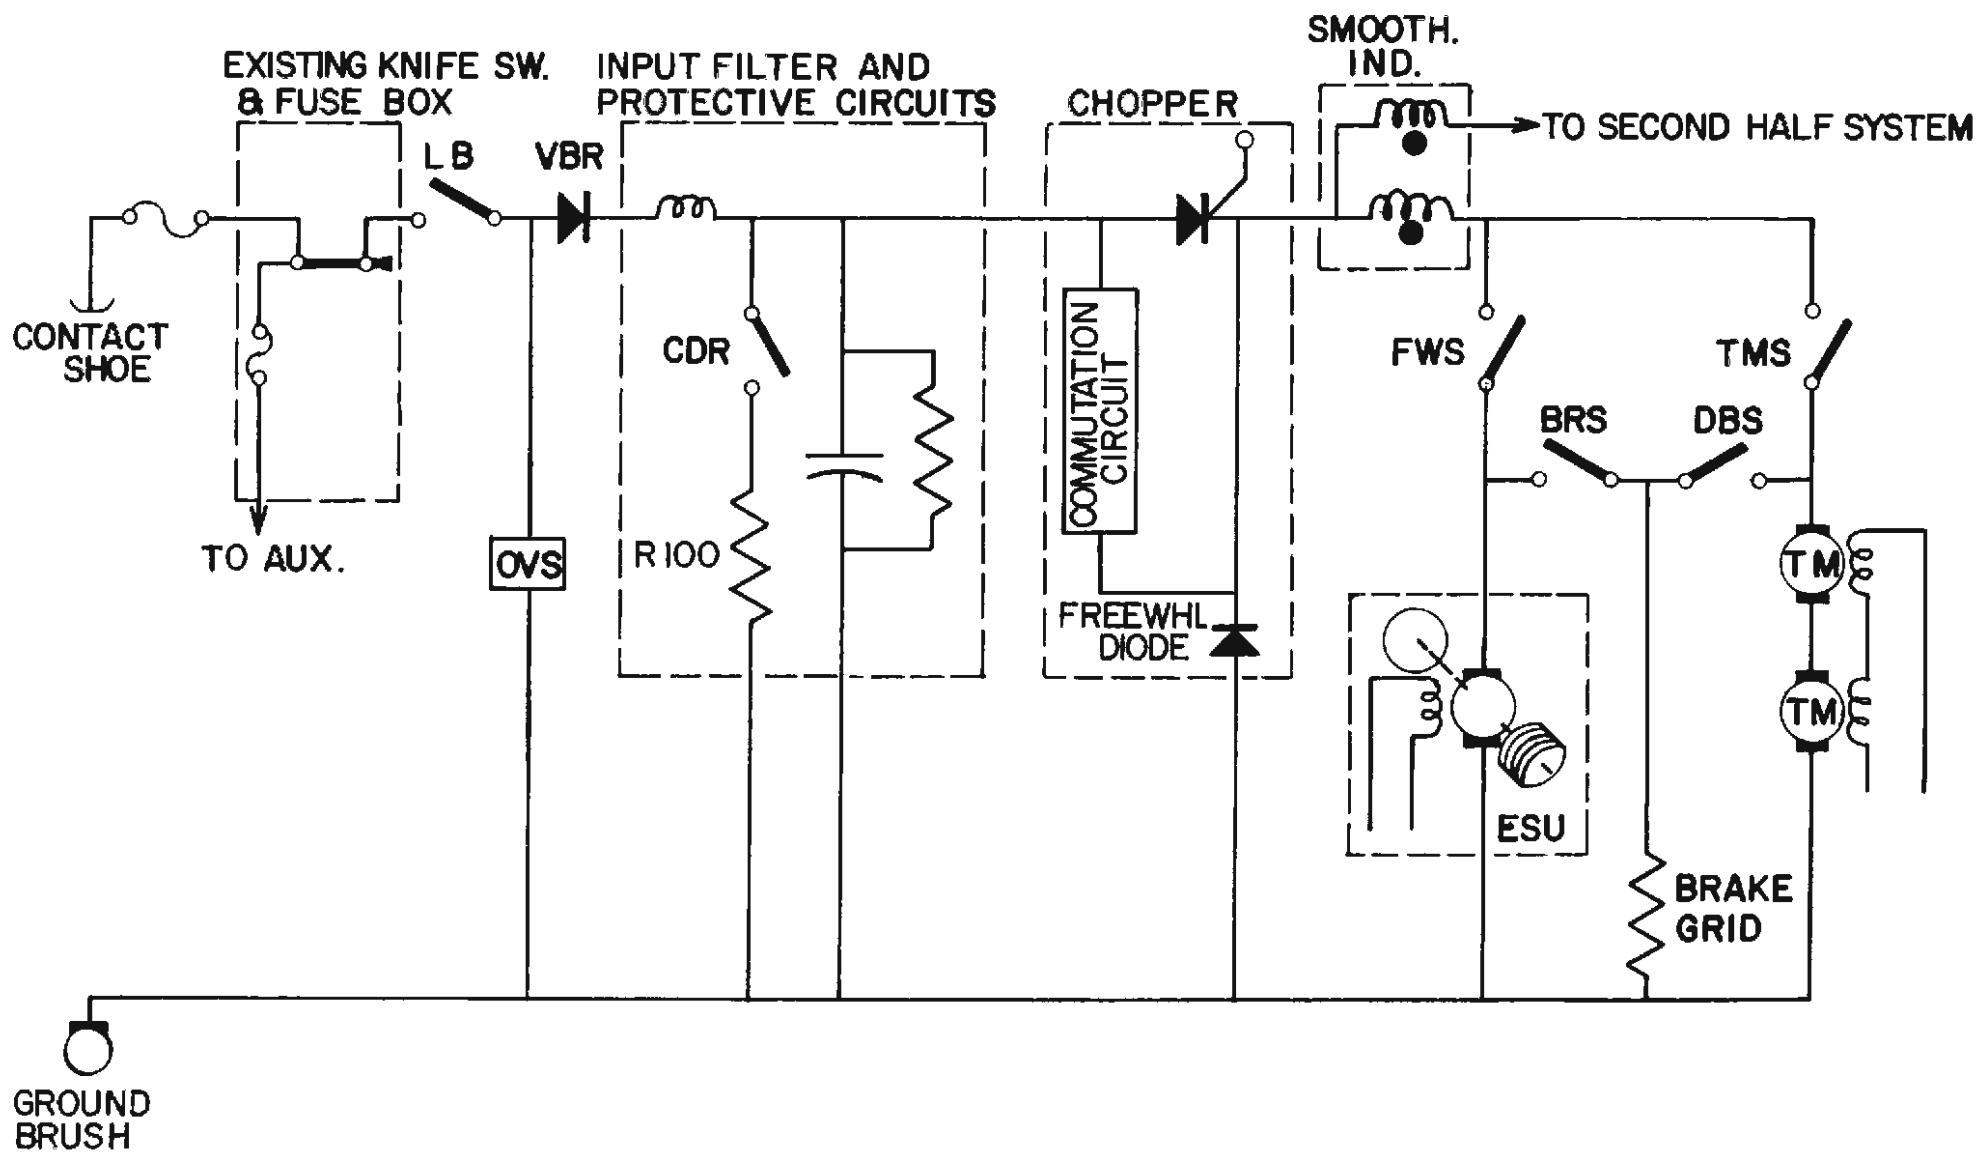 SMOOTH.
IND.
EXISTING KNIFE SW.
& FUSE BOX
INPUT FILTER AND
PROTECTIVE CIRCUITS
CHOPPER
TO SECOND HALF SYSTEM
LB
VBR
CONTACT
SHOE
CDR
COMMUTATION
CIRCUIT
FWS
TMS
BRS
DBS
TO AUX.
OVS
R100
TM
FREEWHL
DIODE
TM
ESU
BRAKE
GRID
GROUND
BRUSH